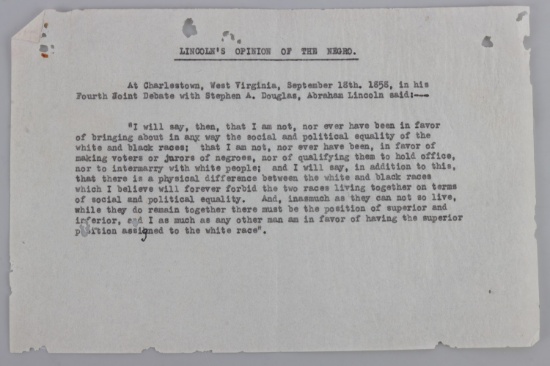 LINCOLN'S OPINION OF THE NEGRO.
At Charlestown, West Virginia, September 18th. 1858, in his
Fourth Joint Debate with Stephen A. Douglas, Abraham Lincoln said:---
"I will say, then, that I am not, nor ever have been in favor
of bringing about in any way the social and political equality of the
white and black races; that I am not, nor ever have been, in favor of
making voters or jurors of negroes, nor of qualifying them to hold office,
nor to intermarry with white people; and I will say, in addition to this,
that there is a physical difference between the white and black races
which I believe will forever forbid the two races living together on terms
of social and political equality. And, inasmuch as they can not so live,
while they do remain together there must be the position of superior and
inferior, and I as much as any other man am in favor of having the superior
position assigned to the white race".